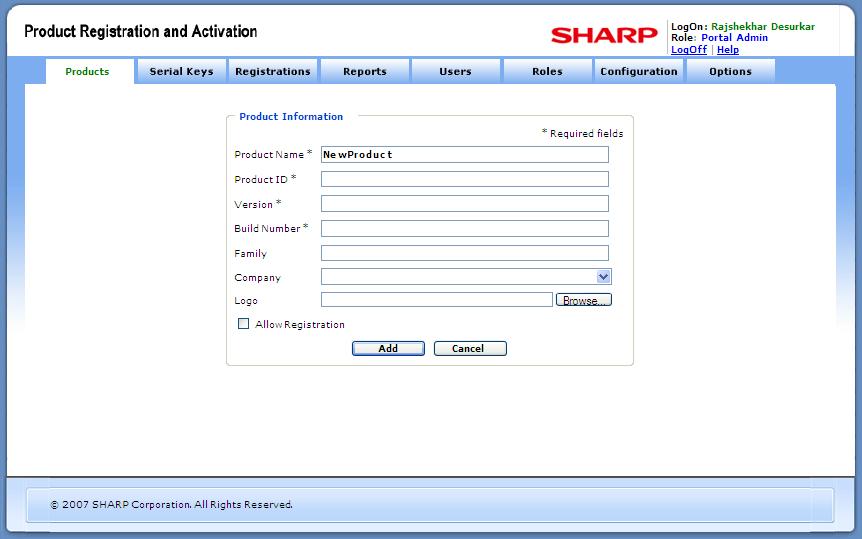 Product Registration and Activation
SHARP
LogOn: Rajshekhar Desurkar
Role: Portal Admin
LogOff | Help
Products Serial Keys Registrations Reports Users Roles Configuration Options
Product Information
* Required fields
Product Name * NewProduct
Product ID *
Version *
Build Number *
Family
Company
Logo Browse...
Allow Registration
Add Cancel
© 2007 SHARP Corporation. All Rights Reserved.